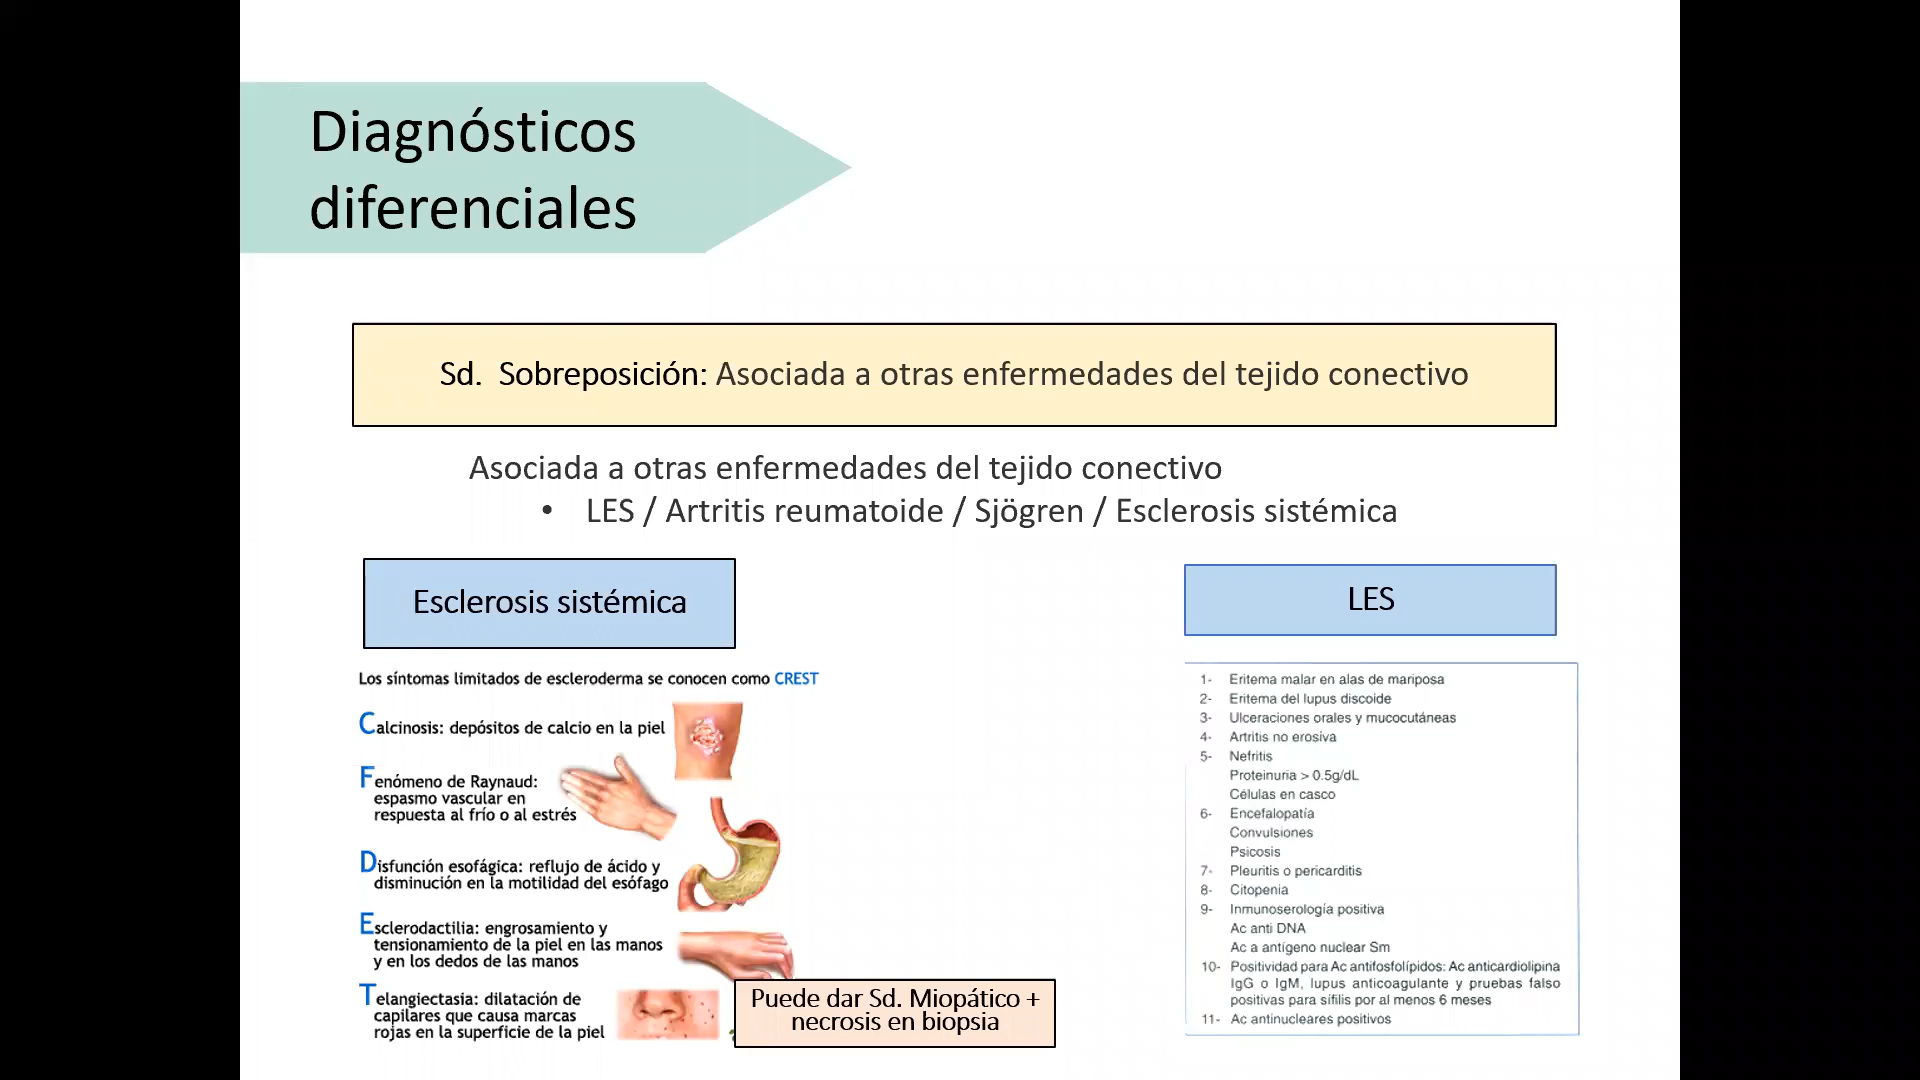 Diagnósticos
diferenciales
Sd. Sobreposición: Asociada a otras enfermedades del tejido conectivo
Asociada a otras enfermedades del tejido conectivo
• LES / Artritis reumatoide / Sjögren / Esclerosis sistémica
Esclerosis sistémica
Los síntomas limitados de escleroderma se conocen como CREST
Calcinosis: depósitos de calcio en la piel
Fenómeno de Raynaud:
espasmo vascular en
respuesta al frío o al estrés
Disfunción esofágica: reflujo de ácido y
disminución en la motilidad del esófago
Esclerodactilia: engrosamiento y
tensionamiento de la piel en las manos
y en los dedos de las manos
Telangiectasia: dilatación de
capilares que causa marcas
rojas en la superficie de la piel
Puede dar Sd. Miopático +
necrosis en biopsia
LES
1- Eritema malar en alas de mariposa
2- Eritema del lupus discoide
3- Ulceraciones orales y mucocutáneas
4- Artritis no erosiva
5- Nefritis
Proteinuria > 0.5g/dL
Células en casco
6- Encefalopatía
Convulsiones
Psicosis
7- Pleuritis o pericarditis
8- Citopenia
9- Inmunoserología positiva
Ac anti DNA
Ac a antígeno nuclear Sm
10- Positividad para Ac antifosfolípidos: Ac anticardiolipina
IgG o IgM, lupus anticoagulante y pruebas falso
positivas para sífilis por al menos 6 meses
11- Ac antinucleares positivos